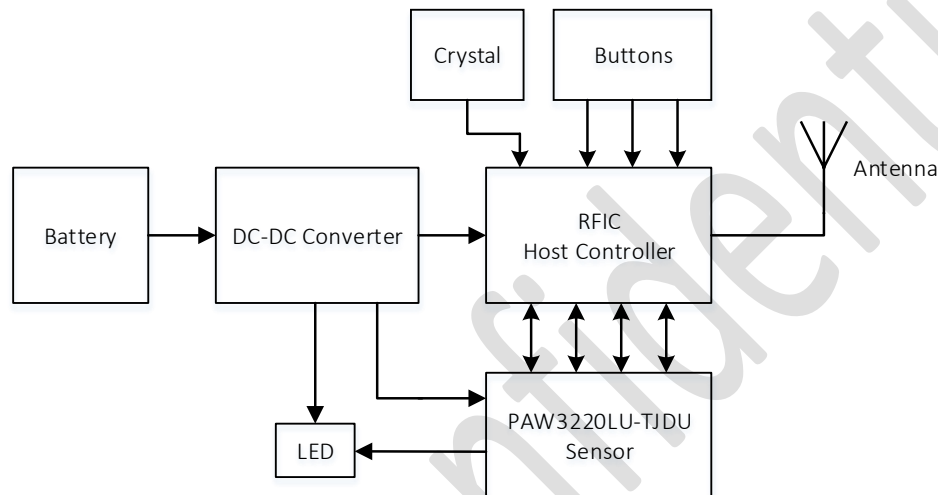 Crystal
Buttons
Antenna
Battery
DC-DC Converter
RFIC
Host Controller
PAW3220LU-TJDU
Sensor
LED